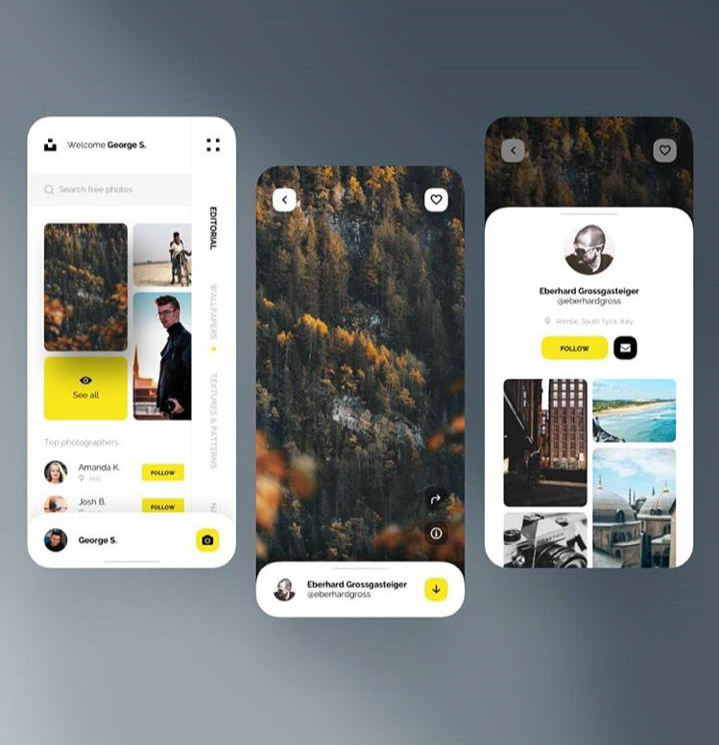 Welcome George S.
Search free photos
EDITORIAL
WALLPAPERS
TEXTURES & PATTERNS
See all
Top photographers
Amanda K.
NYC
FOLLOW
Josh B.
FOLLOW
George S.
Eberhard Grossgasteiger
@eberhardgross
Eberhard Grossgasteiger
@eberhardgross
Ahrntal, South Tyrol, Italy
FOLLOW